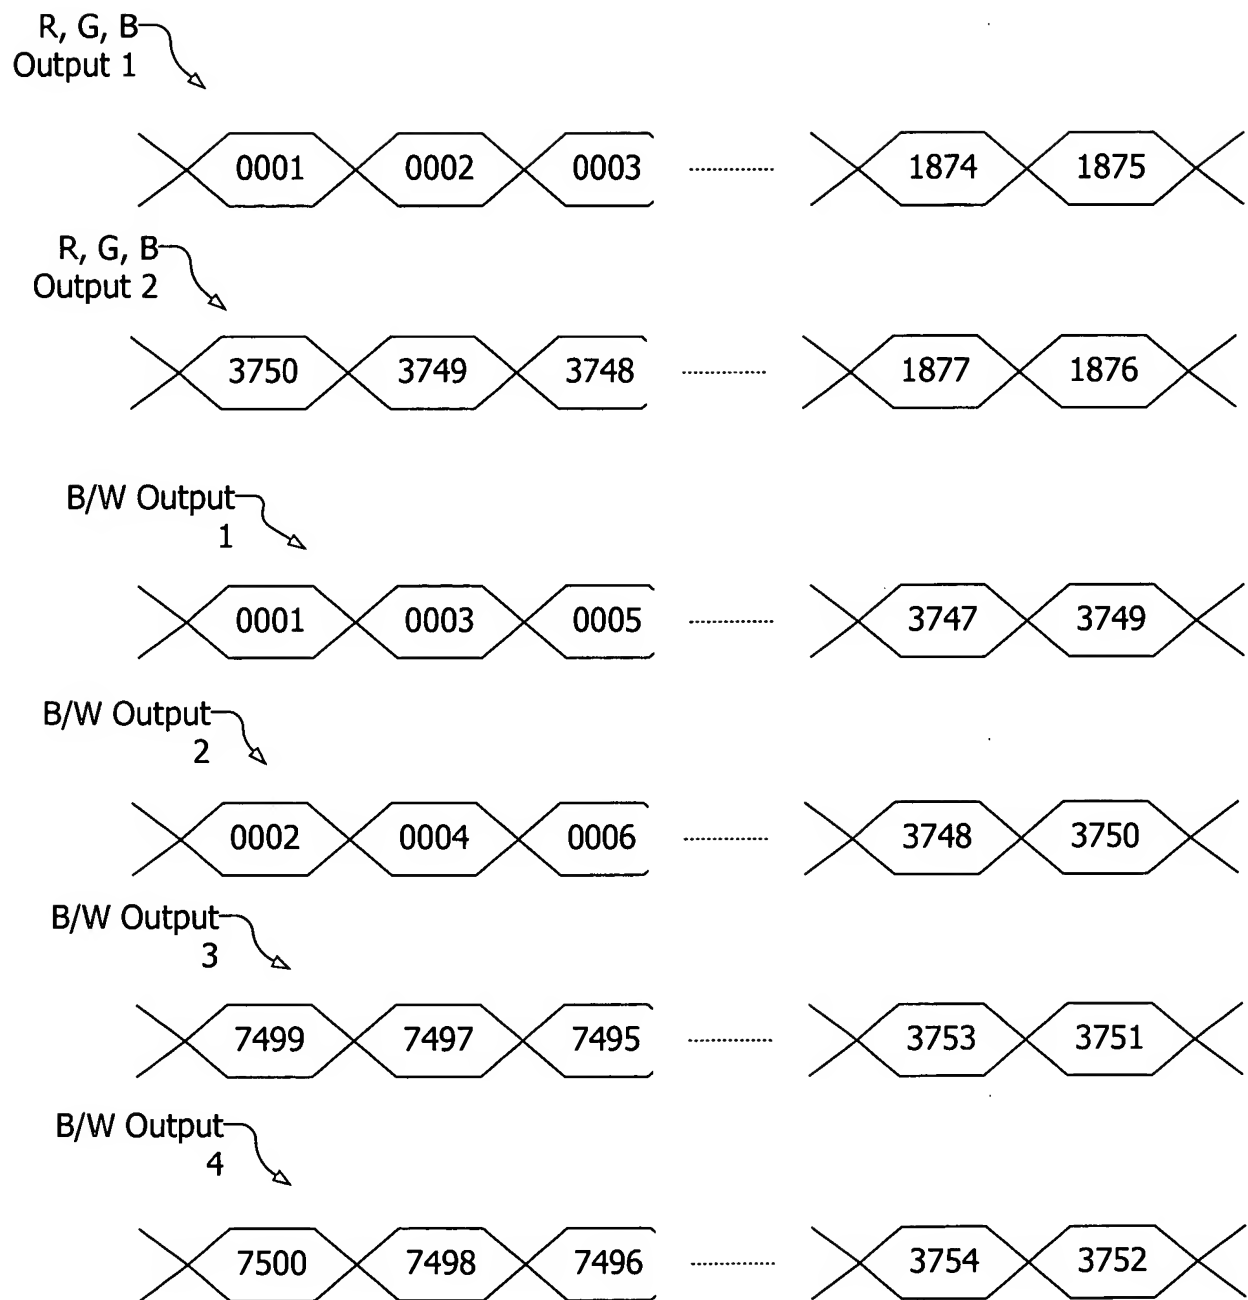 R, G, B
Output 1
0001 0002 0003 1874 1875
R, G, B
Output 2
3750 3749 3748 1877 1876
B/W Output
1
0001 0003 0005 3747 3749
B/W Output
2
0002 0004 0006 3748 3750
B/W Output
3
7499 7497 7495 3753 3751
B/W Output
4
7500 7498 7496 3754 3752